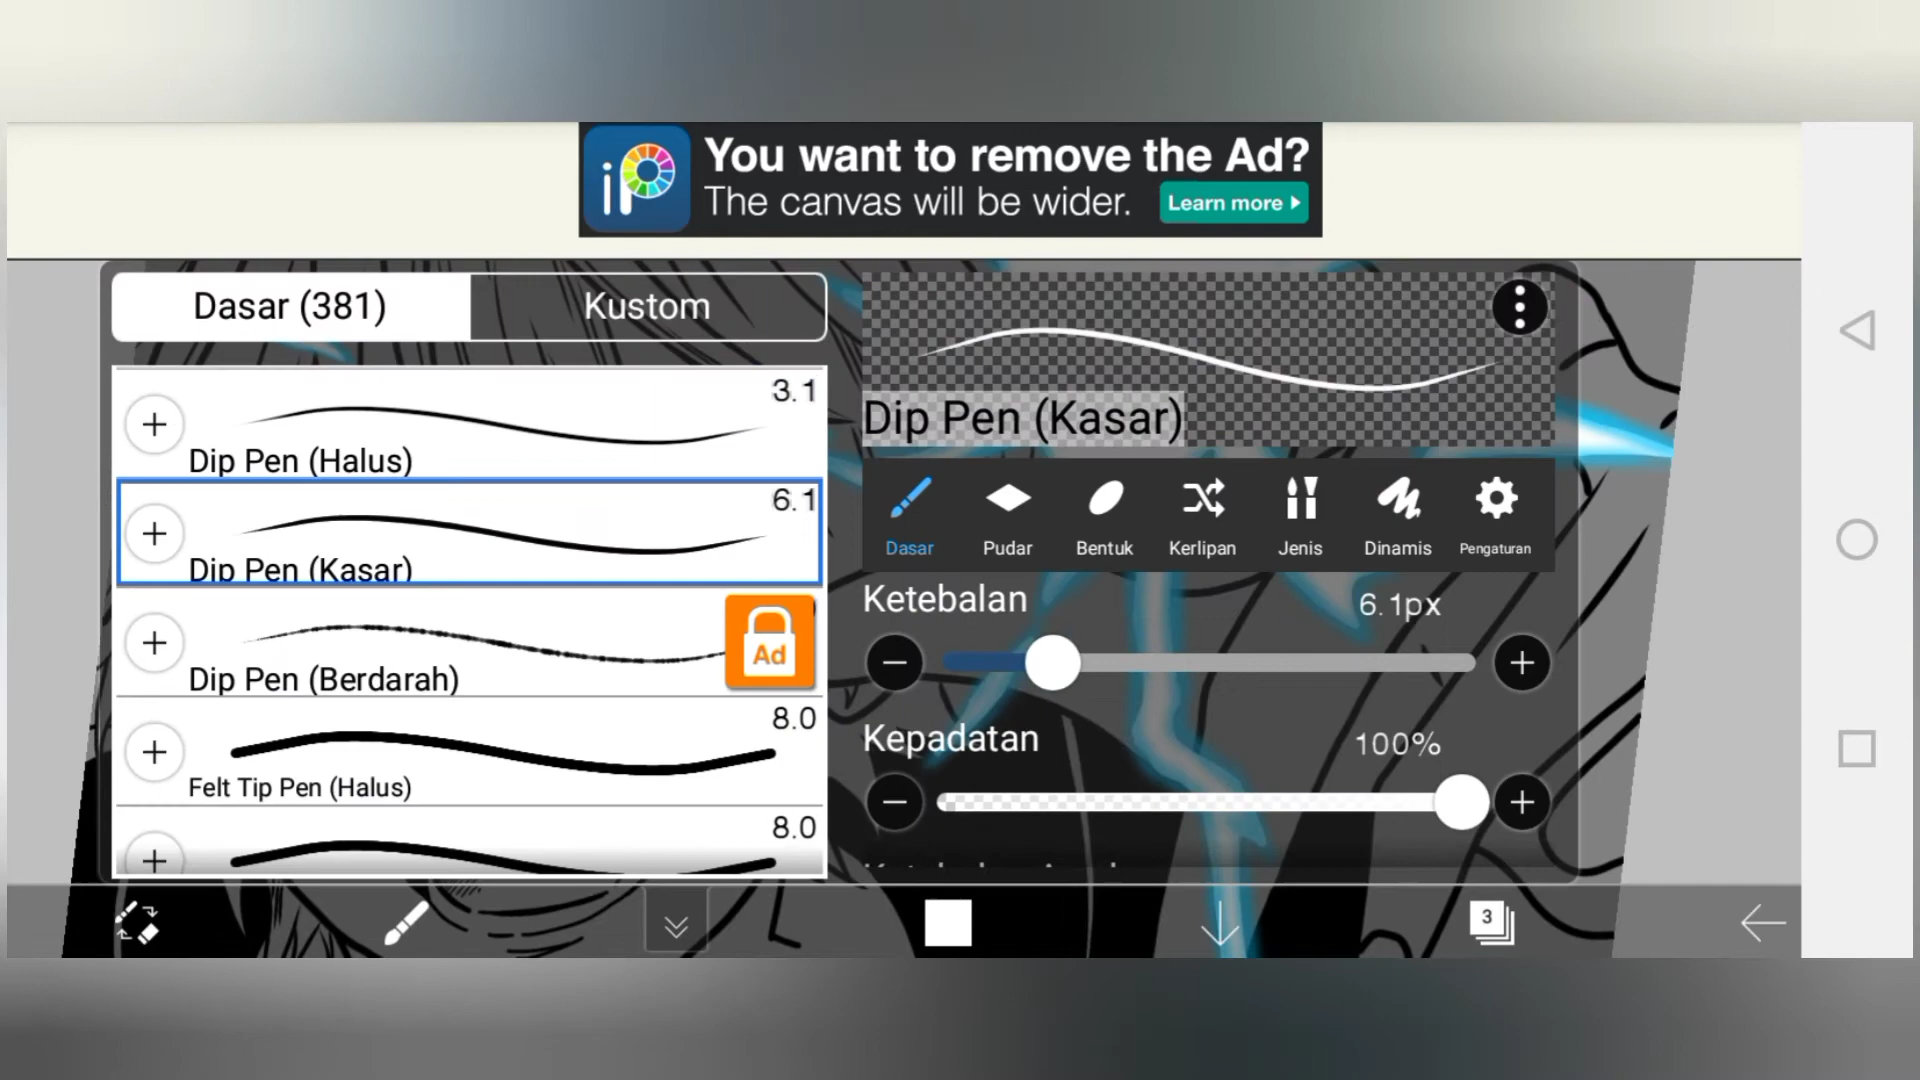 iP
You want to remove the Ad?
The canvas will be wider.
Learn more
Dasar (381)
Kustom
3.1
Dip Pen (Halus)
6.1
Dip Pen (Kasar)
Ad
Dip Pen (Berdarah)
8.0
Felt Tip Pen (Halus)
8.0
Dip Pen (Kasar)
Dasar
Pudar
Bentuk
Kerlipan
Jenis
Dinamis
Pengaturan
Ketebalan
6.1px
Kepadatan
100%
3